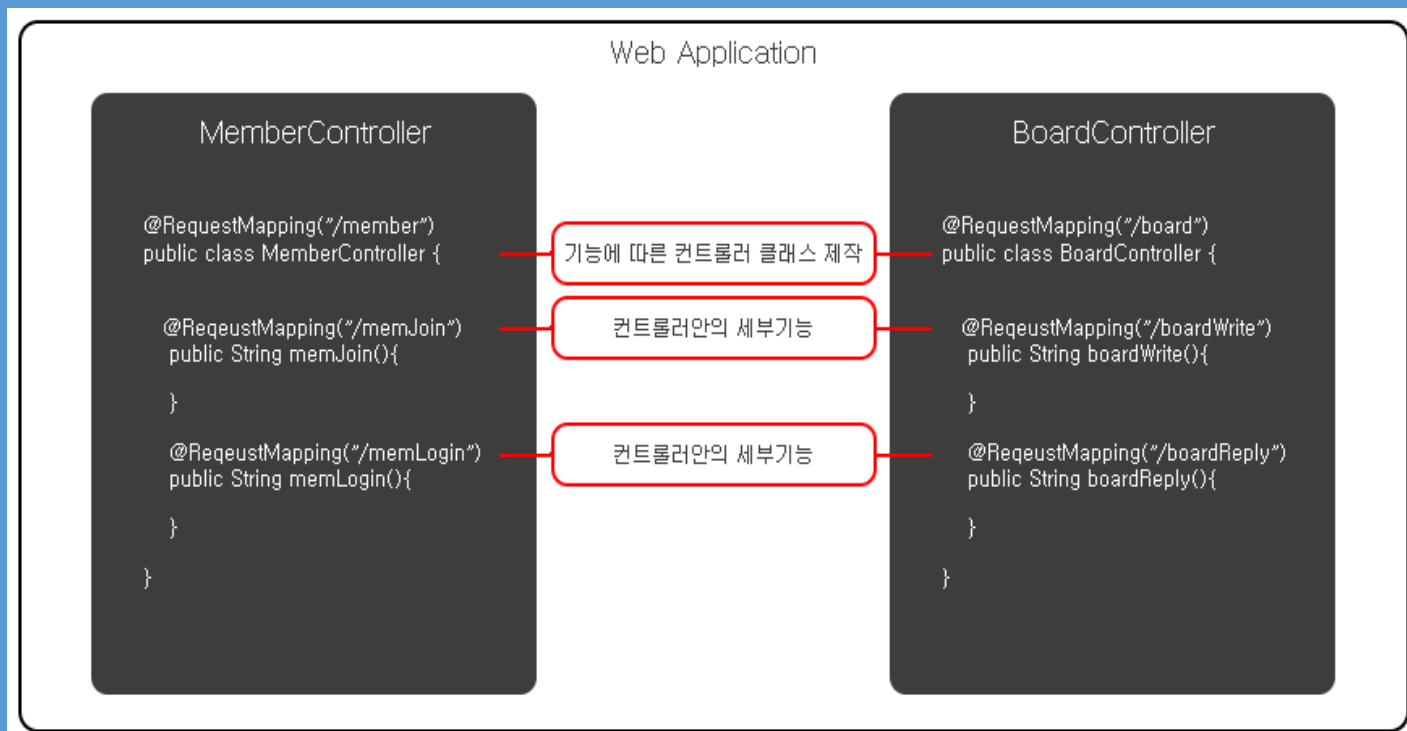 Web Application
MemberController
@RequestMapping("/member")
public class MemberController {
@ReqeustMapping("/memJoin")
public String memJoin(){
}
@ReqeustMapping("/memLogin")
public String memLogin(){
}
}
기능에 따른 컨트롤러 클래스 제작
컨트롤러안의 세부기능
컨트롤러안의 세부기능
BoardController
@RequestMapping("/board")
public class BoardController {
@ReqeustMapping("/boardWrite")
public String boardWrite(){
}
@ReqeustMapping("/boardReply")
public String boardReply(){
}
}